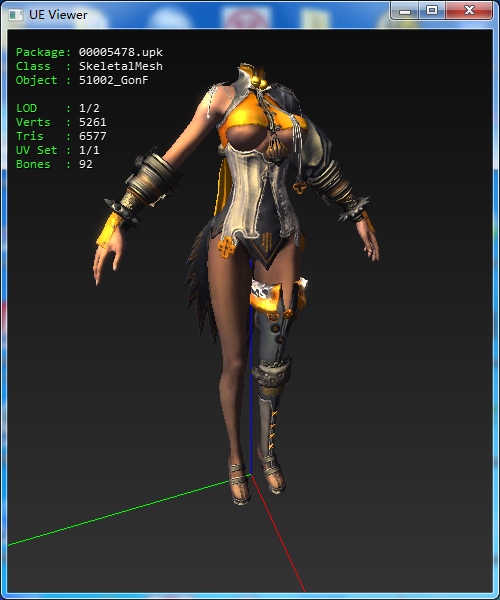 UE Viewer
Package: 00005478.upk
Class : SkeletalMesh
Object : 51002_GonF
LOD : 1/2
Verts : 5261
Tris : 6577
UV Set : 1/1
Bones : 92